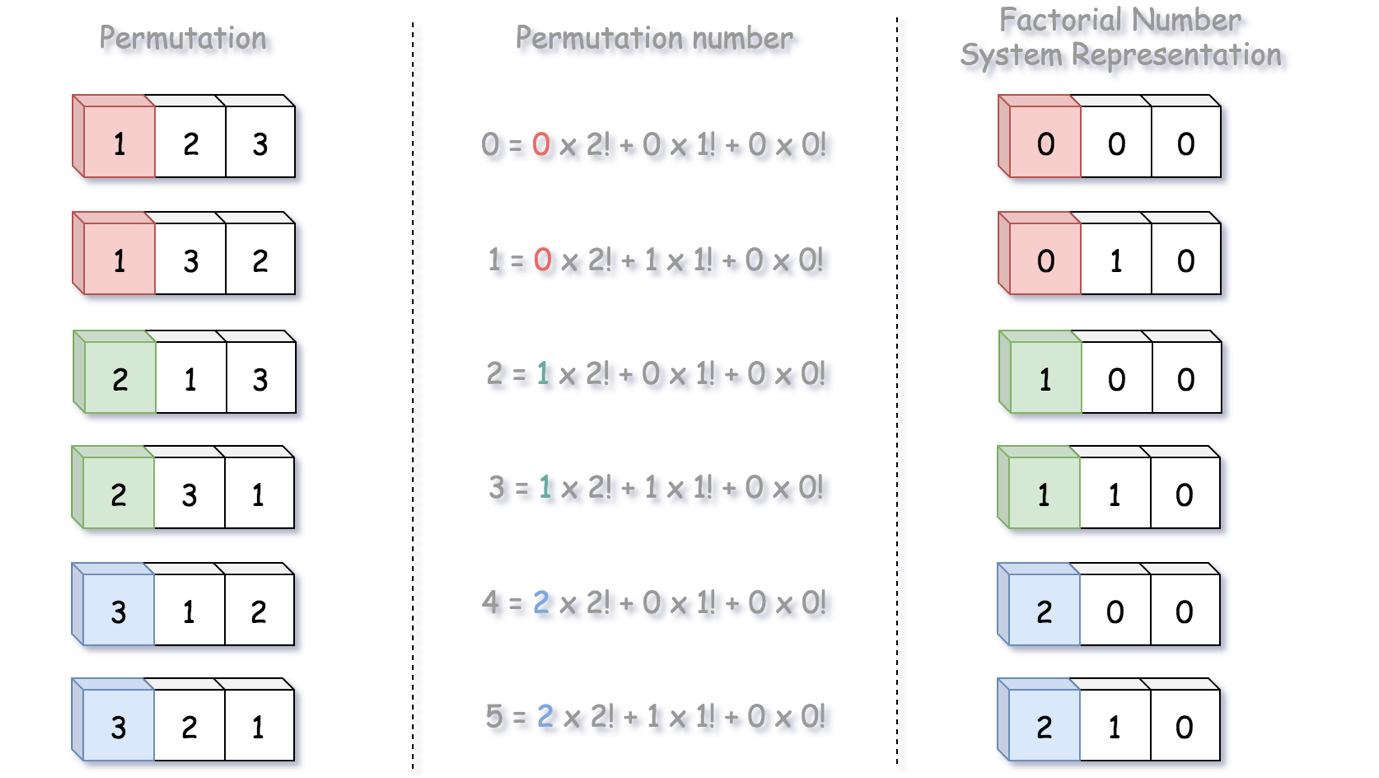 Permutation
Permutation number
Factorial Number
System Representation
1 2 3
0 = 0 x 2! + 0 x 1! + 0 x 0!
0 0 0
1 3 2
1 = 0 x 2! + 1 x 1! + 0 x 0!
0 1 0
2 1 3
2 = 1 x 2! + 0 x 1! + 0 x 0!
1 0 0
2 3 1
3 = 1 x 2! + 1 x 1! + 0 x 0!
1 1 0
3 1 2
4 = 2 x 2! + 0 x 1! + 0 x 0!
2 0 0
3 2 1
5 = 2 x 2! + 1 x 1! + 0 x 0!
2 1 0